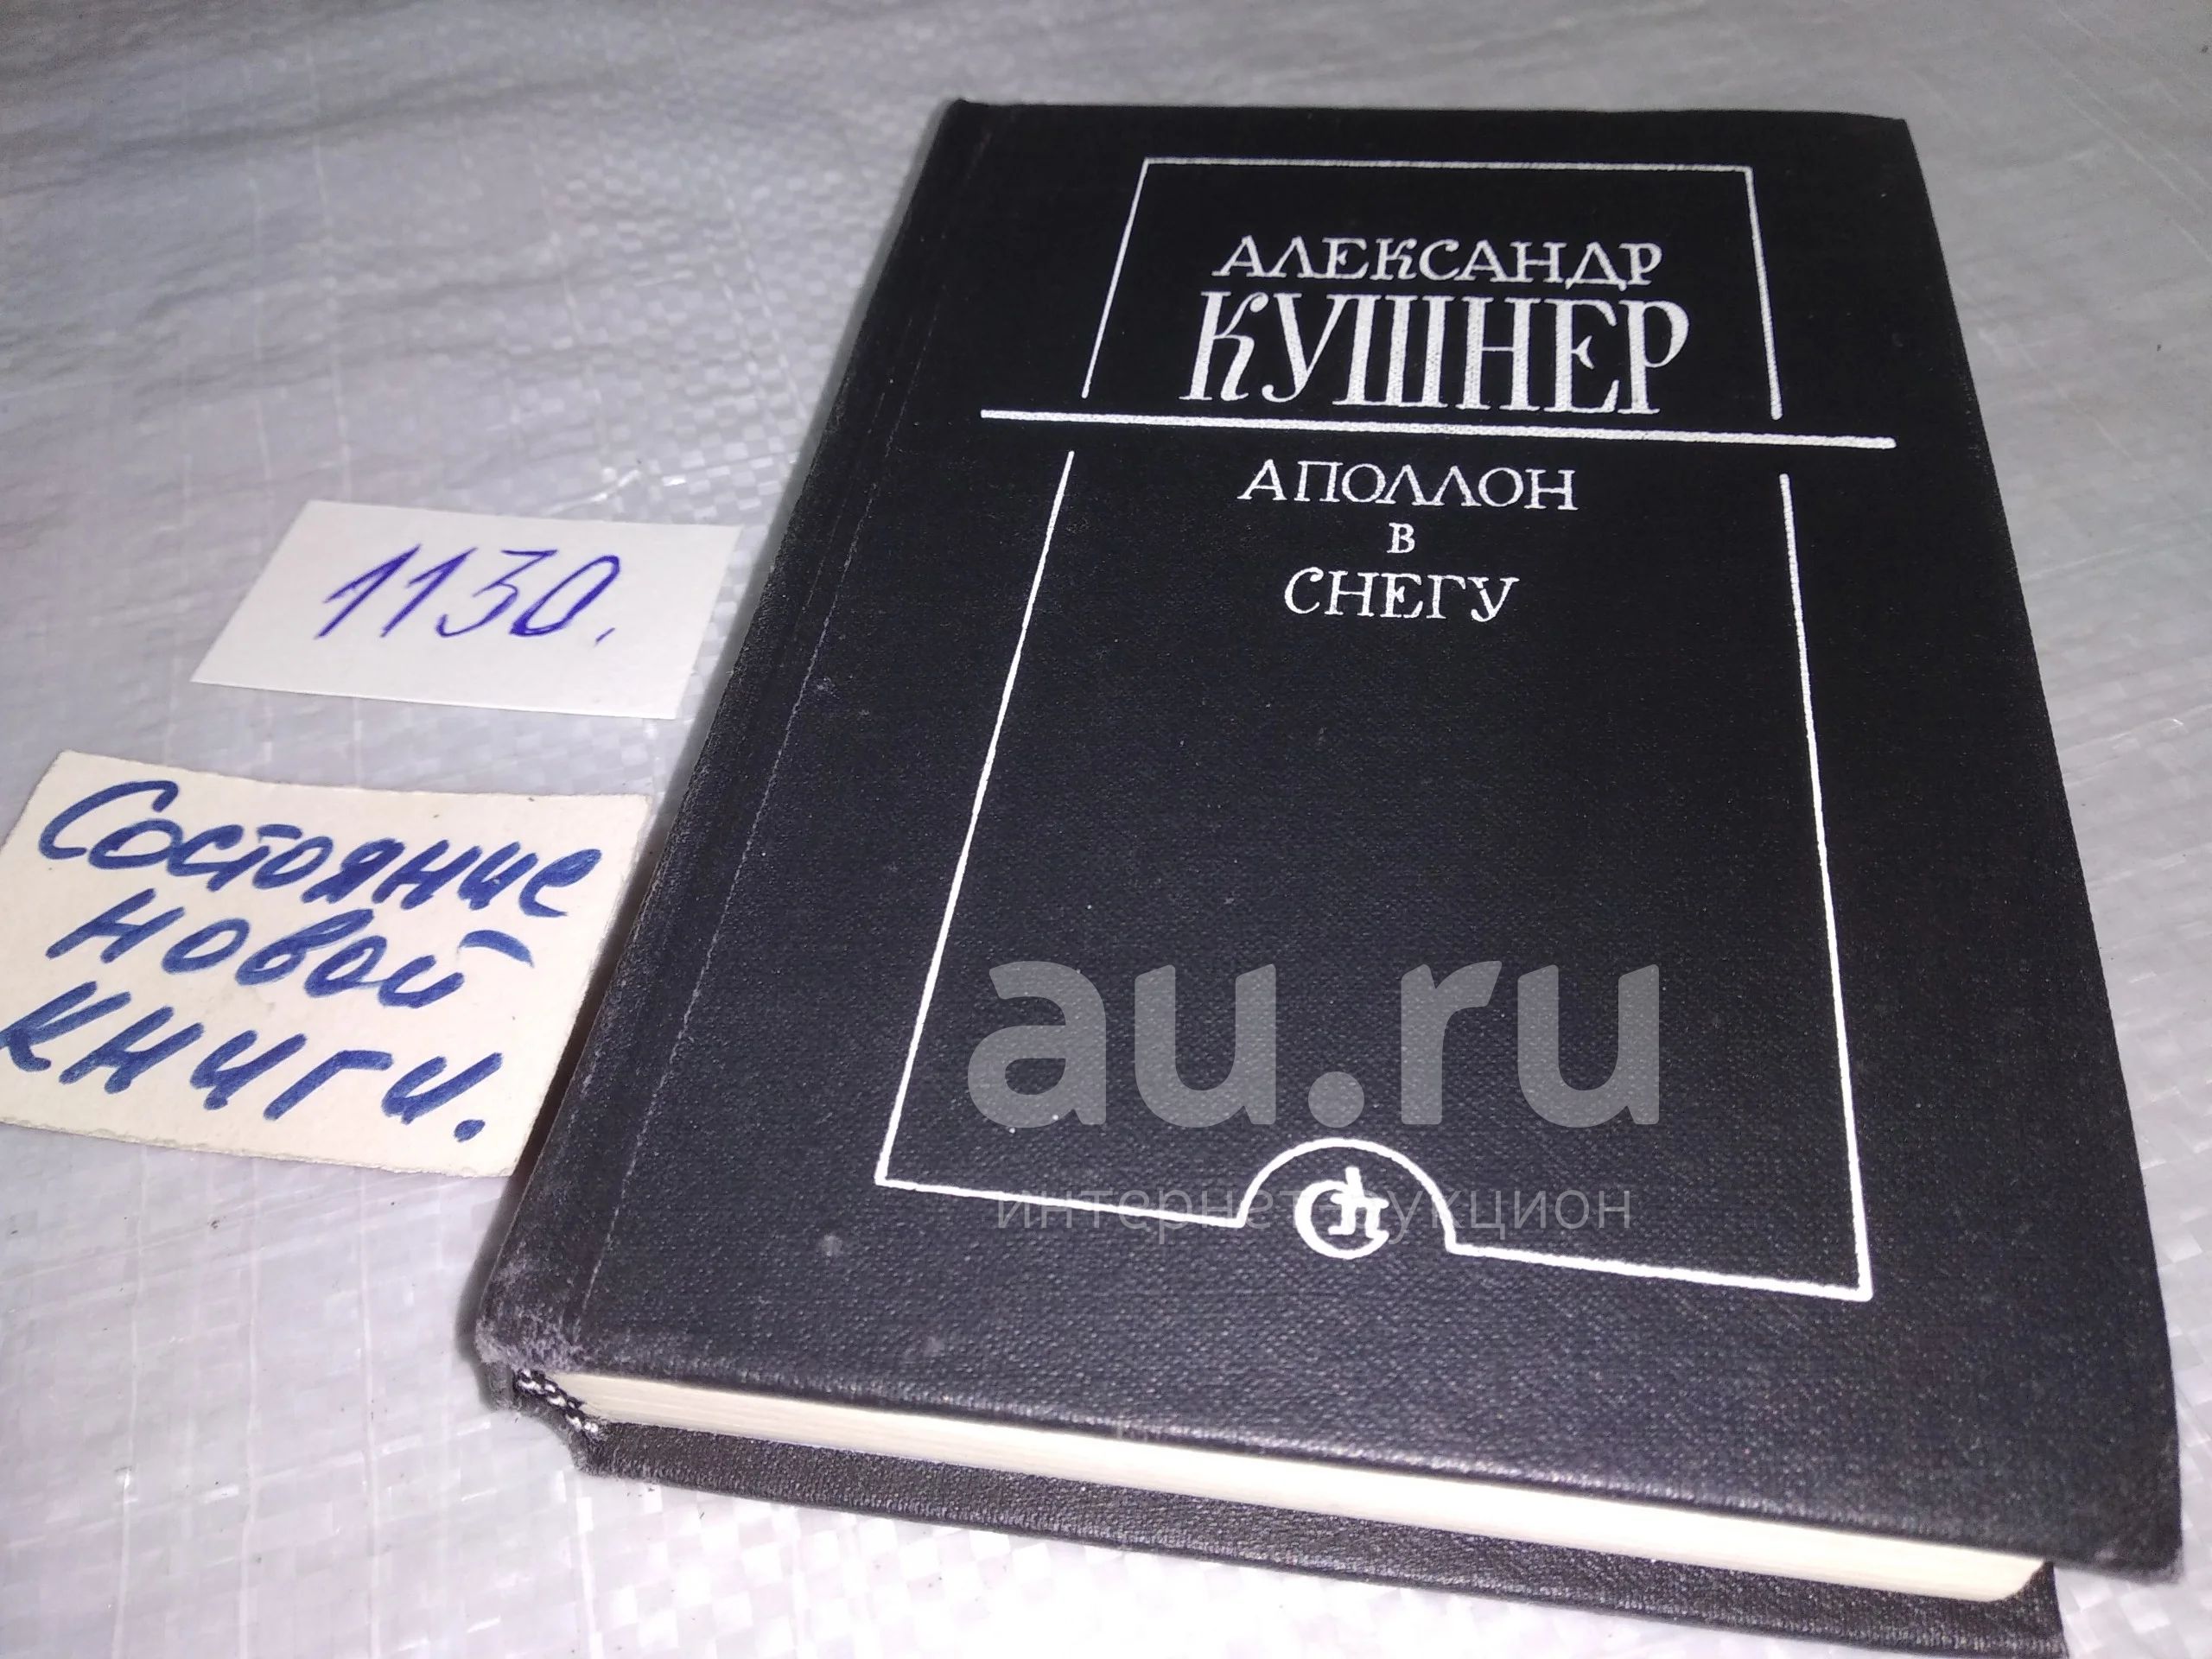 АЛЕКСАНДР
КУШНЕР
АПОЛЛОН
В
СНЕГУ
1130.
Состояние
новой
книги.
au.ru
интернет-аукцион